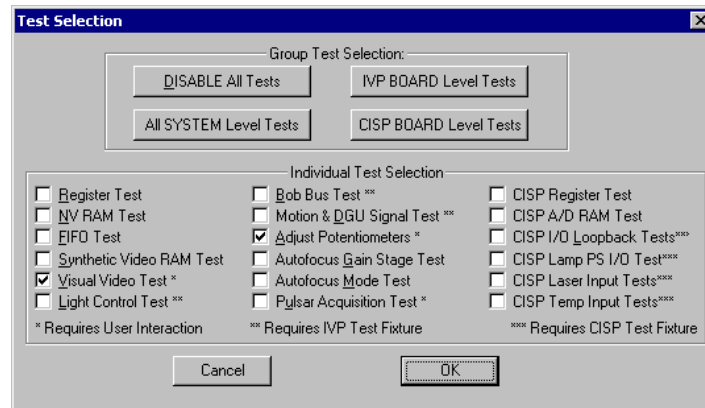 Test Selection
Group Test Selection:
DISABLE All Tests
IVP BOARD Level Tests
All SYSTEM Level Tests
CISP BOARD Level Tests
Individual Test Selection
Register Test
NV RAM Test
FIFO Test
Synthetic Video RAM Test
Visual Video Test *
Light Control Test **
* Requires User Interaction
Bob Bus Test **
Motion & DGU Signal Test **
Adjust Potentiometers *
Autofocus Gain Stage Test
Autofocus Mode Test
Pulsar Acquisition Test *
** Requires IVP Test Fixture
CISP Register Test
CISP A/D RAM Test
CISP I/O Loopback Tests***
CISP Lamp PS I/O Test***
CISP Laser Input Tests***
CISP Temp Input Tests***
*** Requires CISP Test Fixture
Cancel
OK